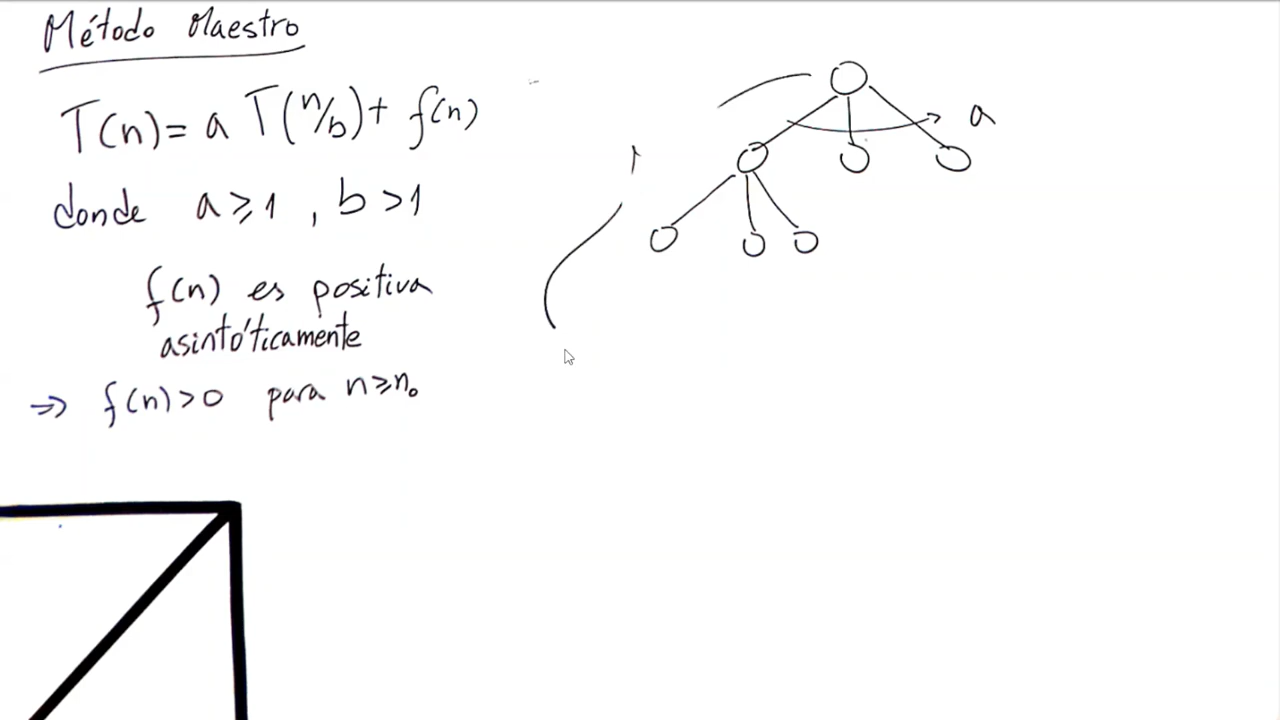 Método Maestro
T(n) = a T(n/b) + f(n)
donde a ≥ 1 , b > 1
f(n) es positiva
asintóticamente
⇒ f(n) > 0 para n ≥ n₀
a